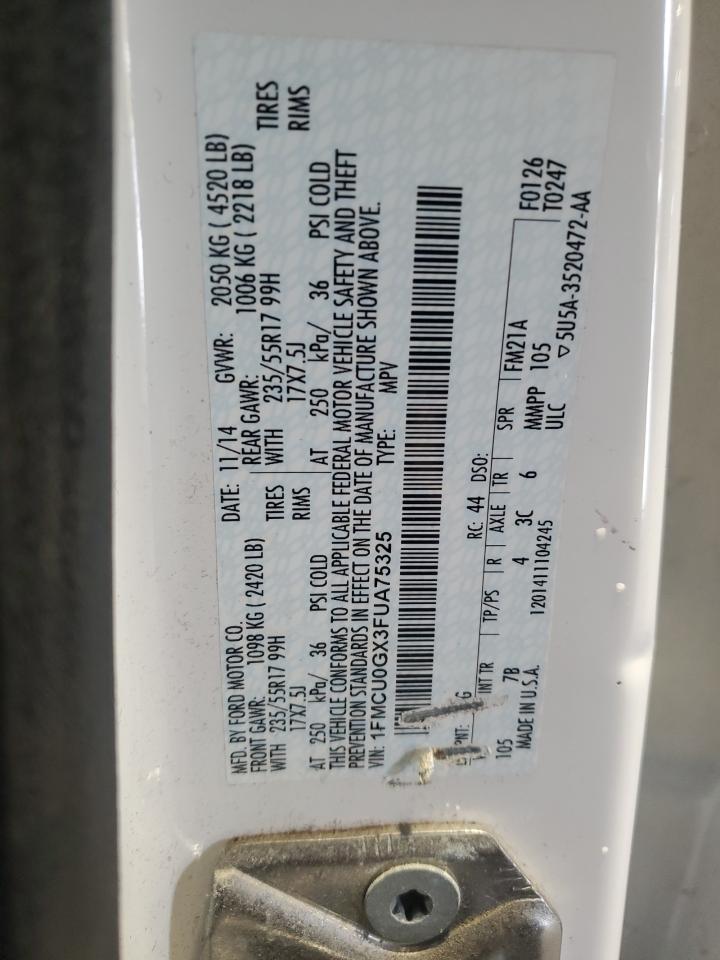 MFD. BY FORD MOTOR CO. DATE: 11/14 GVWR: 2050 KG ( 4520 LB)
FRONT GAWR: 1098 KG ( 2420 LB) REAR GAWR: 1006 KG ( 2218 LB)
WITH 235/55R17 99H TIRES WITH 235/55R17 99H TIRES
17X7.5J RIMS 17X7.5J RIMS
AT 250 kPa/ 36 PSI COLD AT 250 kPa/ 36 PSI COLD
THIS VEHICLE CONFORMS TO ALL APPLICABLE FEDERAL MOTOR VEHICLE SAFETY AND THEFT
PREVENTION STANDARDS IN EFFECT ON THE DATE OF MANUFACTURE SHOWN ABOVE.
VIN: 1FMCU0GX3FUA75325 TYPE: MPV
PNT: G RC: 44 DSO:
INT TR TP/PS R AXLE TR SPR FM21A F0126
105 7B 4 3C 6 MMPP 105 T0247
MADE IN U.S.A. 120141104245 ULC ▽5U5A-3520472-AA